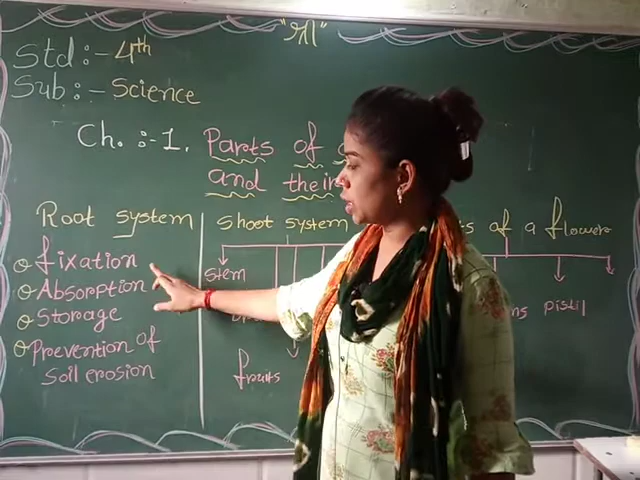 "श्री"
Std :- 4th
Sub :- Science
Ch. :- 1. Parts of
and their
Root system
fixation
Absorption
Storage
Prevention of
soil erosion
Shoot system
stem
fruits
of a flower
pistil